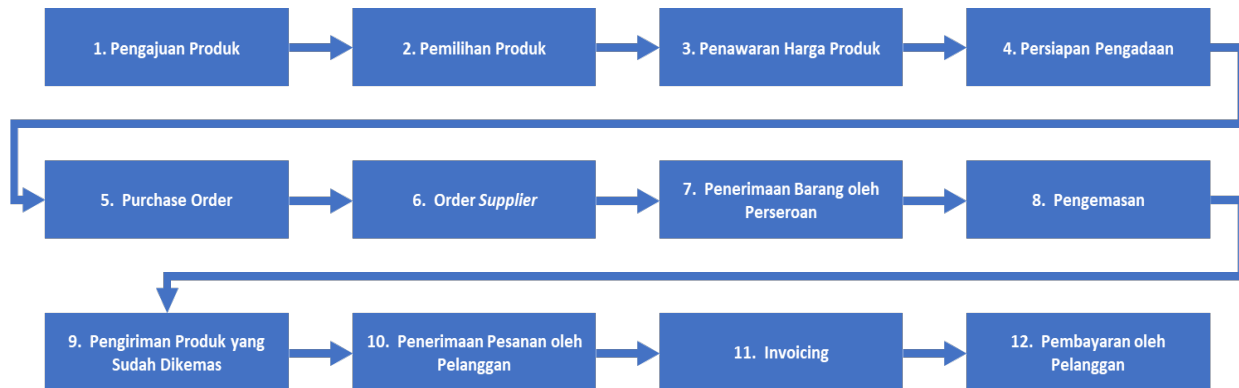 1. Pengajuan Produk
2. Pemilihan Produk
3. Penawaran Harga Produk
4. Persiapan Pengadaan
5. Purchase Order
6. Order Supplier
7. Penerimaan Barang oleh
Perseroan
8. Pengemasan
9. Pengiriman Produk yang
Sudah Dikemas
10. Penerimaan Pesanan oleh
Pelanggan
11. Invoicing
12. Pembayaran oleh
Pelanggan